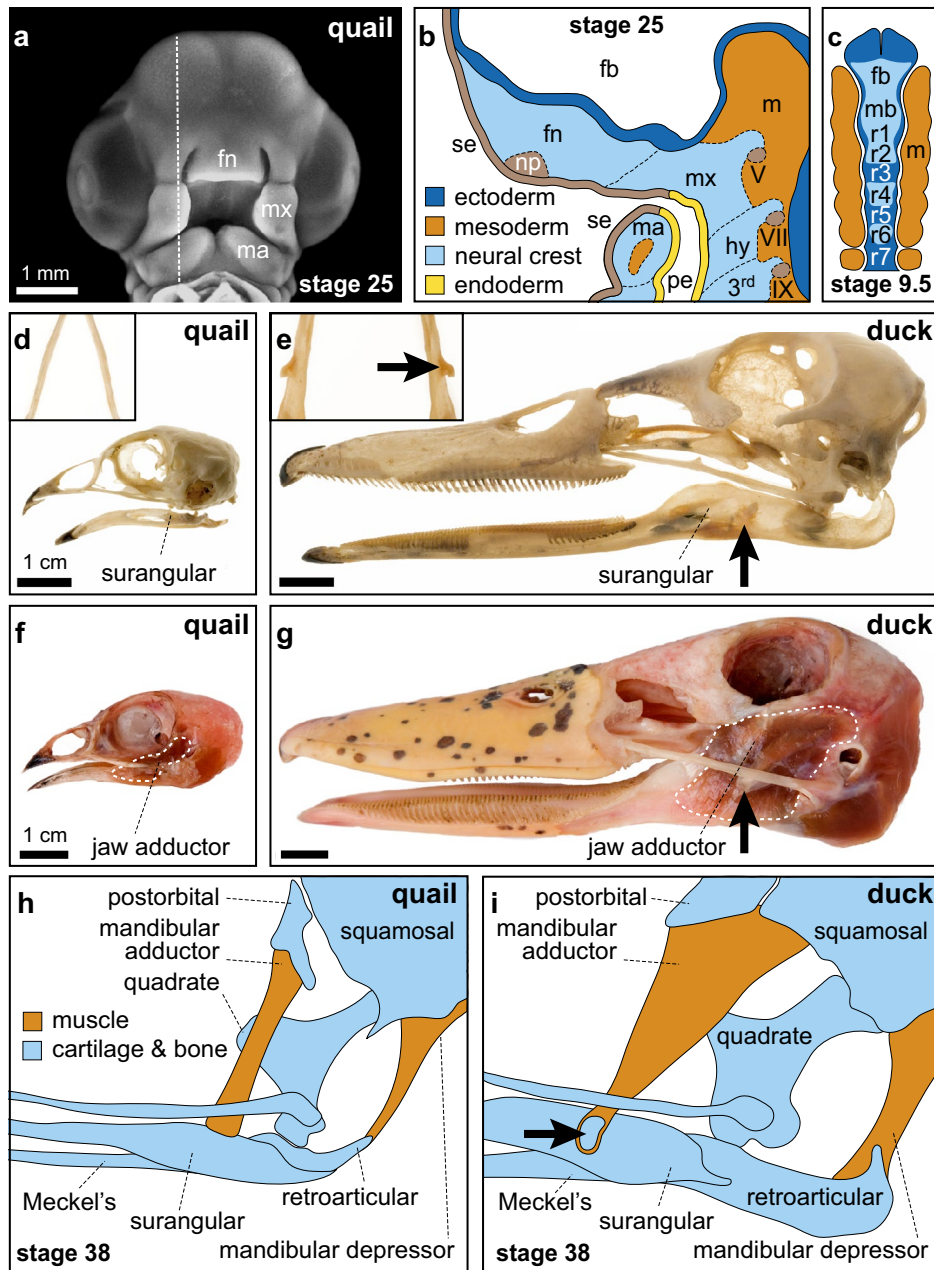 a
quail
fn
mx
ma
1 mm
stage 25
b
stage 25
fb
m
fn
se
np
mx
V
se
ma
hy
VII
pe
3rd
IX
ectoderm
mesoderm
neural crest
endoderm
c
fb
mb
r1
r2
m
r3
r4
r5
r6
r7
stage 9.5
d
quail
1 cm
surangular
e
duck
surangular
f
quail
1 cm
jaw adductor
g
duck
jaw adductor
h
quail
postorbital
mandibular
adductor
squamosal
quadrate
muscle
cartilage & bone
Meckel's
retroarticular
surangular
stage 38
mandibular depressor
i
duck
postorbital
mandibular
adductor
squamosal
quadrate
Meckel's
retroarticular
surangular
stage 38
mandibular depressor